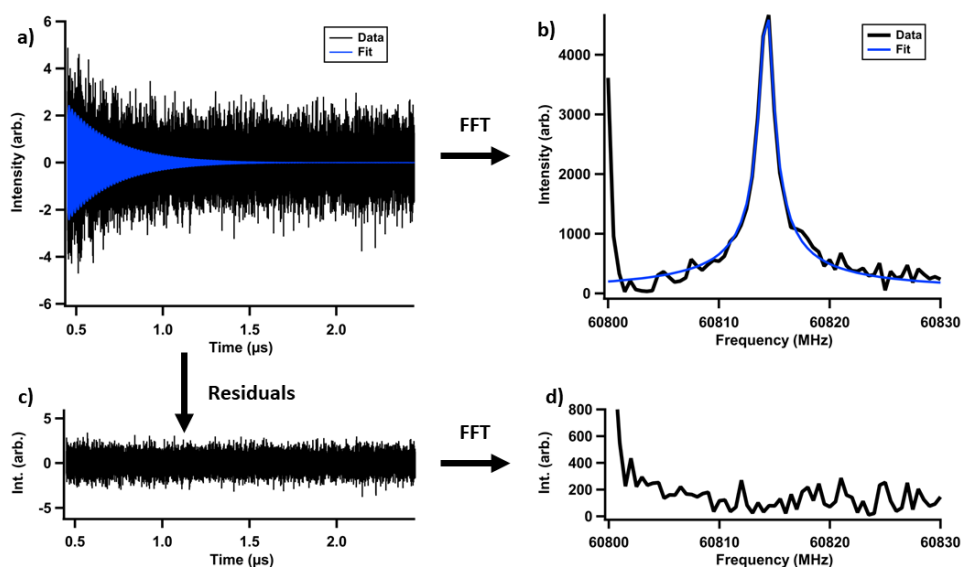 a)
Data
Fit
Intensity (arb.)
6
4
2
0
-2
-4
-6
0.5 1.0 1.5 2.0
Time (µs)
FFT
b)
Data
Fit
Intensity (arb.)
4000
3000
2000
1000
0
60800 60810 60820 60830
Frequency (MHz)
Residuals
c)
Int. (arb.)
5
0
-5
0.5 1.0 1.5 2.0
Time (µs)
FFT
d)
Int. (arb.)
800
600
400
200
0
60800 60810 60820 60830
Frequency (MHz)